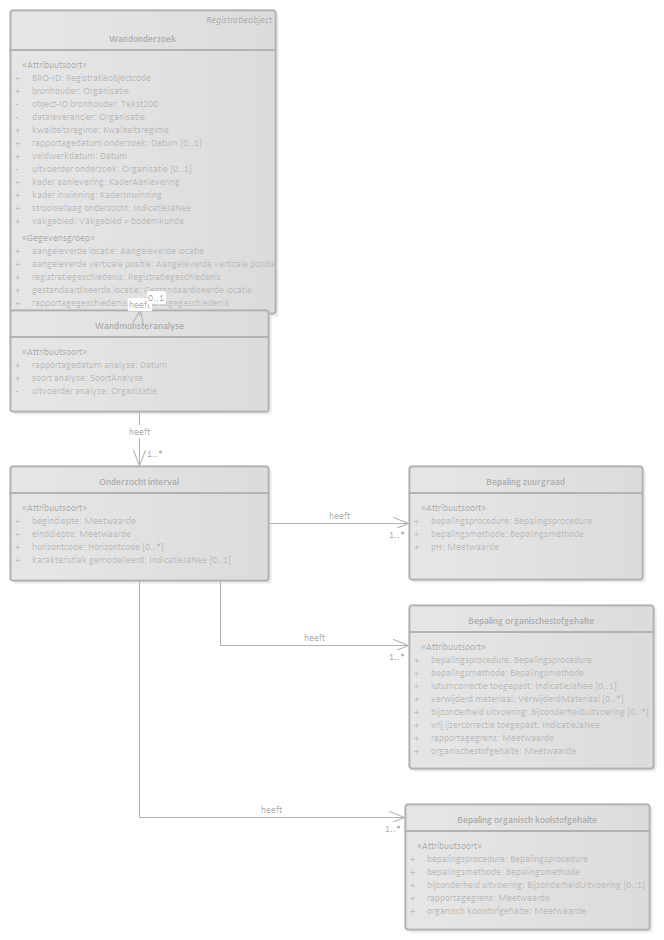 Registratieobject
Wandonderzoek
«Attribuutsoort»
+ BRO-ID: Registratieobjectcode
+ bronhouder: Organisatie
- object-ID bronhouder: Tekst200
- dataleverancier: Organisatie
+ kwaliteitsregime: Kwaliteitsregime
+ rapportagedatum onderzoek: Datum [0..1]
+ veldwerkdatum: Datum
- uitvoerder onderzoek: Organisatie [0..1]
+ kader aanlevering: KaderAanlevering
+ kader inwinning: KaderInwinning
+ strooisellaag onderzocht: IndicatieJaNee
+ vakgebied: Vakgebied = bodemkunde
«Gegevensgroep»
+ aangeleverde locatie: Aangeleverde locatie
+ aangeleverde verticale positie: Aangeleverde verticale positie
+ registratiegeschiedenis: Registratiegeschiedenis
+ gestandaardiseerde locatie: Gestandaardiseerde locatie
+ rapportagegeschiedenis
0..1
heeft
Wandmonsteranalyse
«Attribuutsoort»
+ rapportagedatum analyse: Datum
+ soort analyse: SoortAnalyse
- uitvoerder analyse: Organisatie
heeft
1..*
Onderzocht interval
«Attribuutsoort»
+ begindiepte: Meetwaarde
+ einddiepte: Meetwaarde
+ horizontcode: Horizontcode [0..*]
+ karakteristiek gemodelleerd: IndicatieJaNee [0..1]
heeft
1..*
Bepaling zuurgraad
«Attribuutsoort»
+ bepalingsprocedure: Bepalingsprocedure
+ bepalingsmethode: Bepalingsmethode
+ pH: Meetwaarde
heeft
1..*
Bepaling organischestofgehalte
«Attribuutsoort»
+ bepalingsprocedure: Bepalingsprocedure
+ bepalingsmethode: Bepalingsmethode
+ lutumcorrectie toegepast: IndicatieJaNee [0..1]
+ verwijderd materiaal: VerwijderdMateriaal [0..*]
+ bijzonderheid uitvoering: BijzonderheidUitvoering [0..*]
+ vrij ijzercorrectie toegepast: IndicatieJaNee
+ rapportagegrens: Meetwaarde
+ organischestofgehalte: Meetwaarde
heeft
1..*
Bepaling organisch koolstofgehalte
«Attribuutsoort»
+ bepalingsprocedure: Bepalingsprocedure
+ bepalingsmethode: Bepalingsmethode
+ bijzonderheid uitvoering: BijzonderheidUitvoering [0..1]
+ rapportagegrens: Meetwaarde
+ organisch koolstofgehalte: Meetwaarde